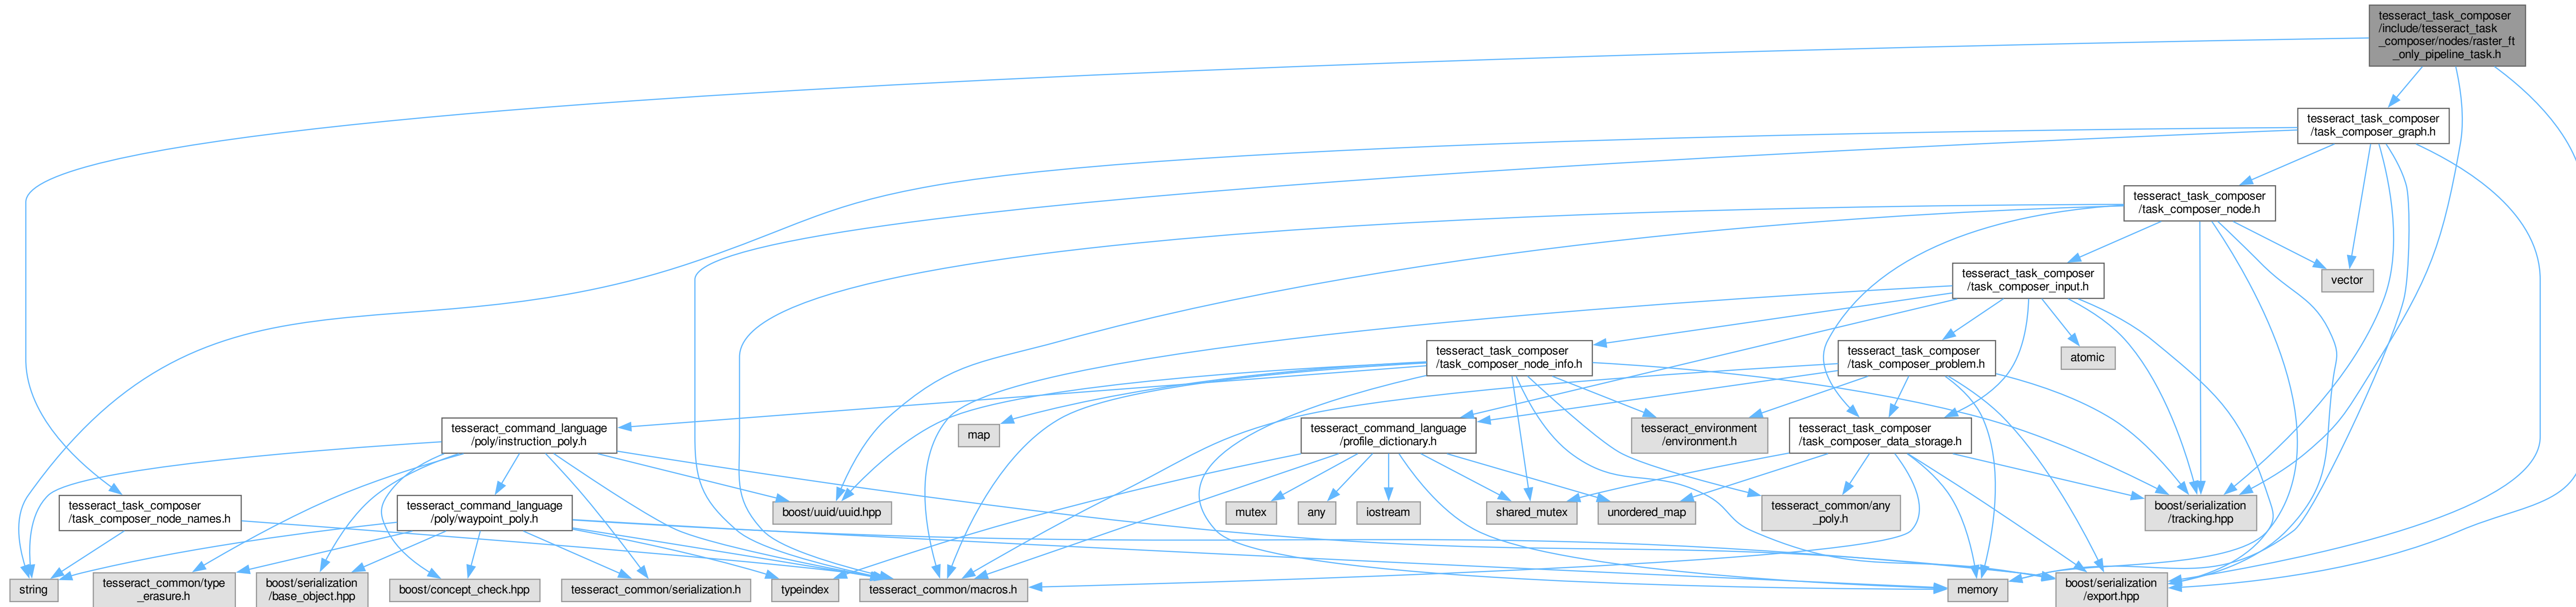 tesseract_task_composer
/include/tesseract_task
_composer/nodes/raster_ft
_only_pipeline_task.h
tesseract_task_composer
/task_composer_graph.h
tesseract_task_composer
/task_composer_node.h
tesseract_task_composer
/task_composer_input.h
vector
tesseract_task_composer
/task_composer_node_info.h
tesseract_task_composer
/task_composer_problem.h
atomic
tesseract_command_language
/poly/instruction_poly.h
map
tesseract_command_language
/profile_dictionary.h
tesseract_environment
/environment.h
tesseract_task_composer
/task_composer_data_storage.h
tesseract_task_composer
/task_composer_node_names.h
tesseract_command_language
/poly/waypoint_poly.h
boost/uuid/uuid.hpp
mutex
any
iostream
shared_mutex
unordered_map
tesseract_common/any
_poly.h
boost/serialization
/tracking.hpp
string
tesseract_common/type
_erasure.h
boost/serialization
/base_object.hpp
boost/concept_check.hpp
tesseract_common/serialization.h
typeindex
tesseract_common/macros.h
memory
boost/serialization
/export.hpp